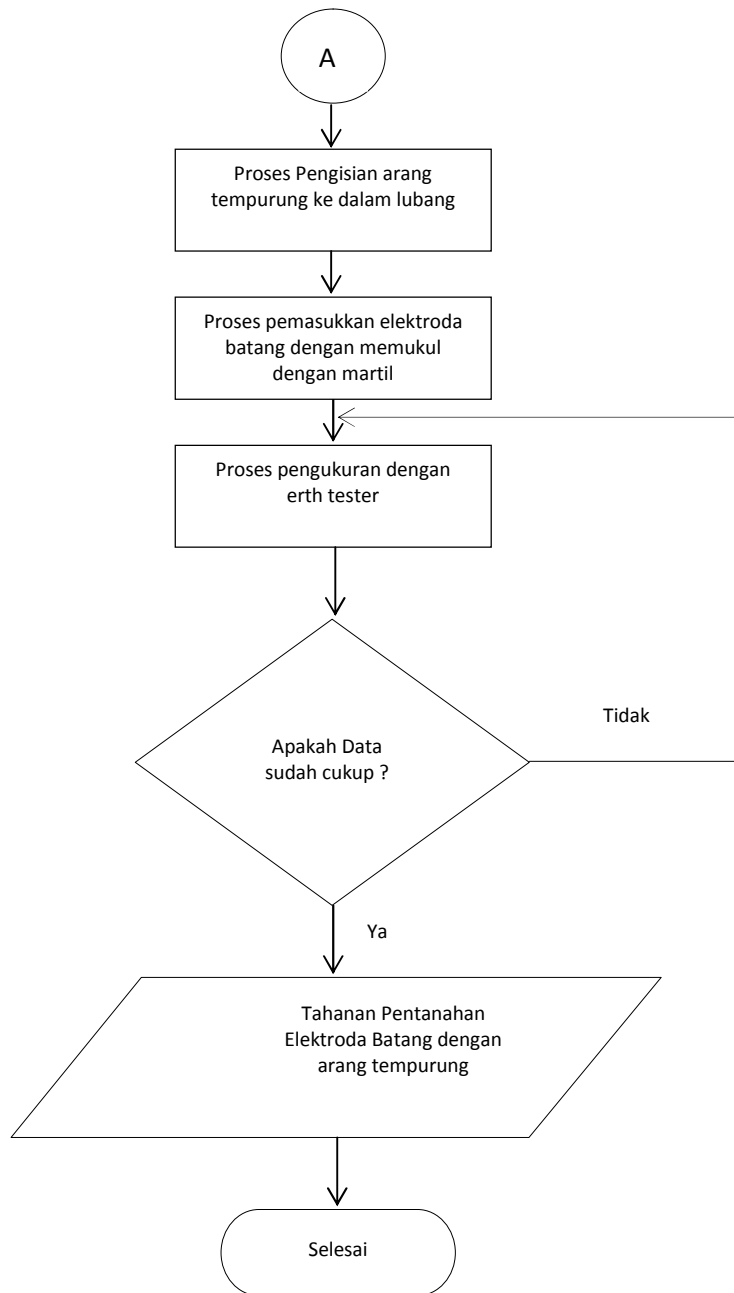 A
Proses Pengisian arang
tempurung ke dalam lubang
Proses pemasukkan elektroda
batang dengan memukul
dengan martil
Proses pengukuran dengan
erth tester
Tidak
Apakah Data
sudah cukup ?
Ya
Tahanan Pentanahan
Elektroda Batang dengan
arang tempurung
Selesai